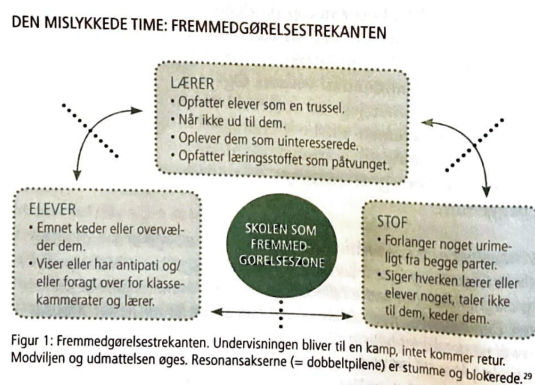 DEN MISLYKKEDE TIME: FREMMEDGØRELSESTREKANTEN
LÆRER
• Opfatter elever som en trussel.
• Når ikke ud til dem.
• Oplever dem som uinteresserede.
• Opfatter læringsstoffet som påtvunget.
ELEVER
• Emnet keder eller overvæl-
der dem.
• Viser eller har antipati og/
eller foragt over for klasse-
kammerater og lærer.
SKOLEN SOM
FREMMED-
GØRELSESZONE
STOF
• Forlanger noget urime-
ligt fra begge parter.
• Siger hverken lærer eller
elever noget, taler ikke
til dem, keder dem.
Figur 1: Fremmedgørelsestrekanten. Undervisningen bliver til en kamp, intet kommer retur.
Modviljen og udmattelsen øges. Resonansakserne (= dobbeltpilene) er stumme og blokerede.²⁹